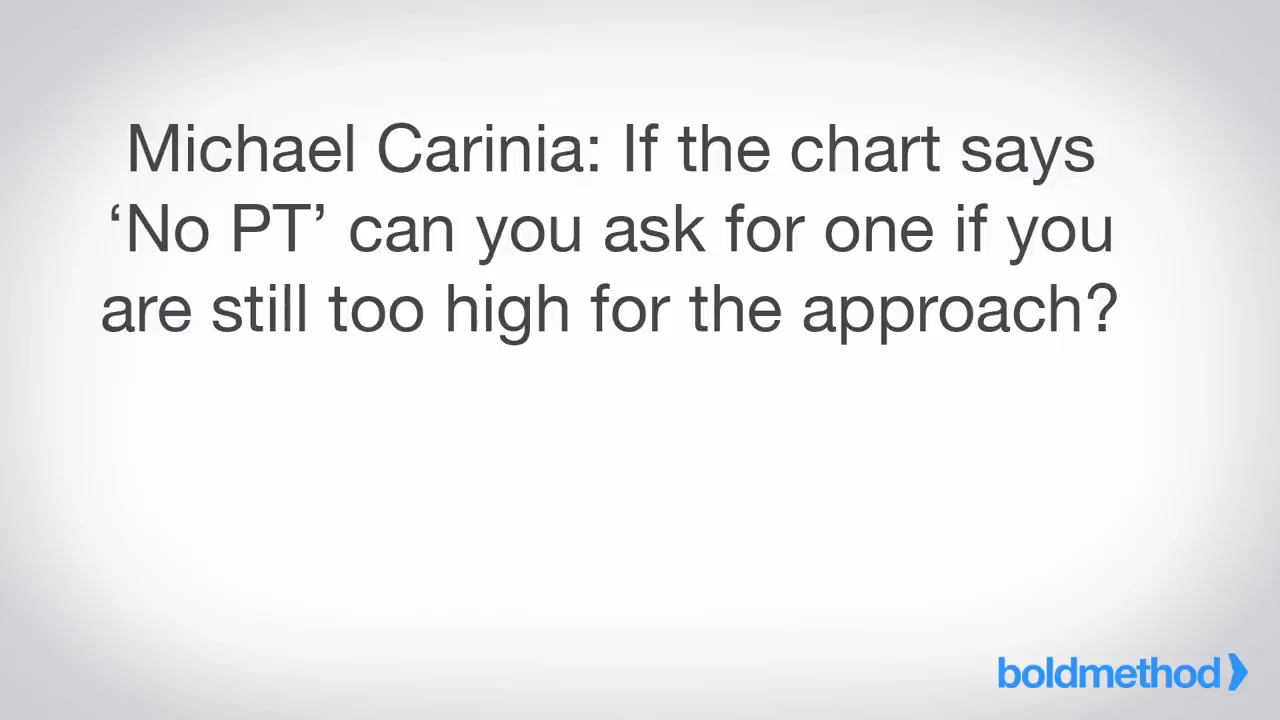 Michael Carinia: If the chart says
‘No PT’ can you ask for one if you
are still too high for the approach?
boldmethod